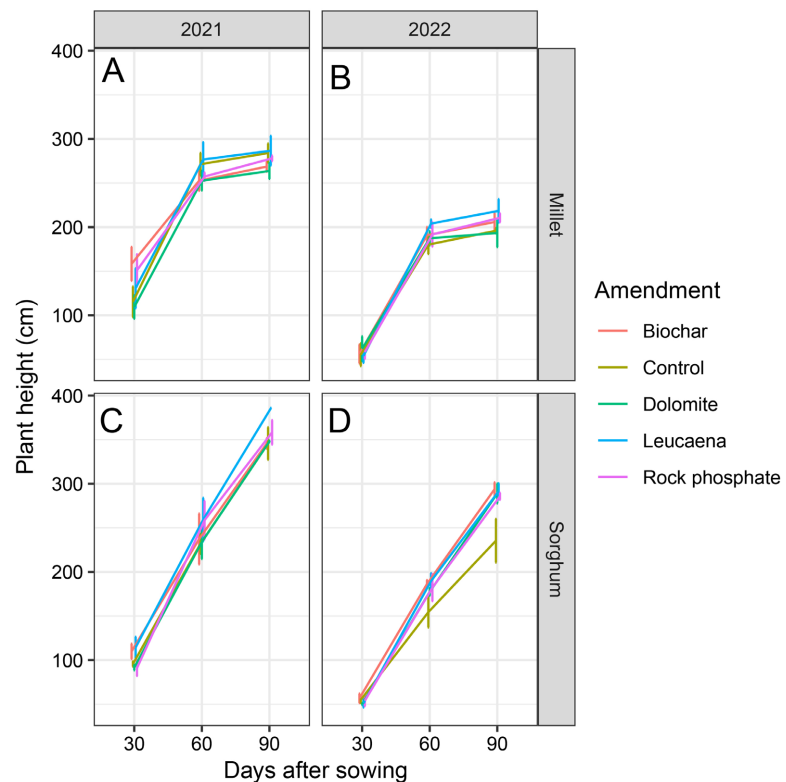 2021
2022
400
A
B
300
200
100
Millet
400
C
D
300
200
100
Sorghum
30
60
90
30
60
90
Plant height (cm)
Days after sowing
Amendment
Biochar
Control
Dolomite
Leucaena
Rock phosphate